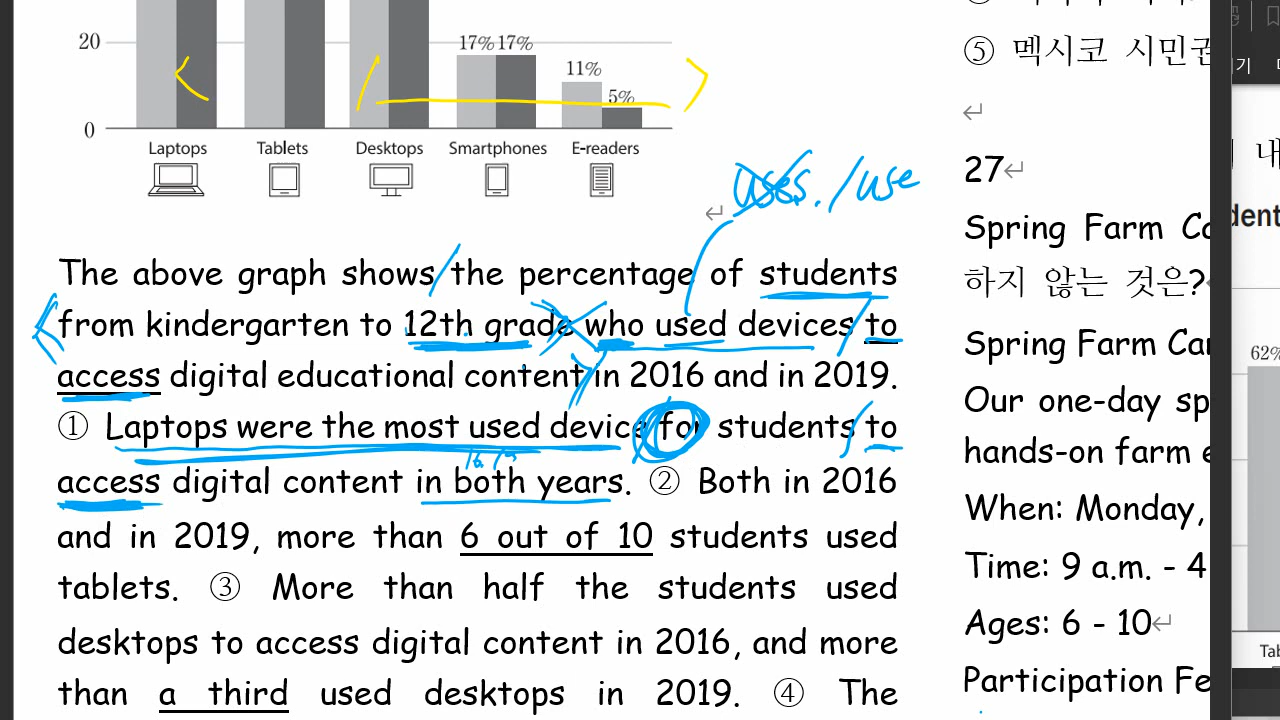 20
17% 17%
11%
5%
0
Laptops Tablets Desktops Smartphones E-readers
uses. / use
The above graph shows the percentage of students
from kindergarten to 12th grade who used devices to
access digital educational content in 2016 and in 2019.
① Laptops were the most used device for students to
access digital content in both years. ② Both in 2016
and in 2019, more than 6 out of 10 students used
tablets. ③ More than half the students used
desktops to access digital content in 2016, and more
than a third used desktops in 2019. ④ The
⑤ 멕시코 시민권
27
Spring Farm Ca
하지 않는 것은?
Spring Farm Car
Our one-day sp
hands-on farm e
When: Monday,
Time: 9 a.m. - 4
Ages: 6 - 10
Participation Fe
기
내
dent
62%
Tab